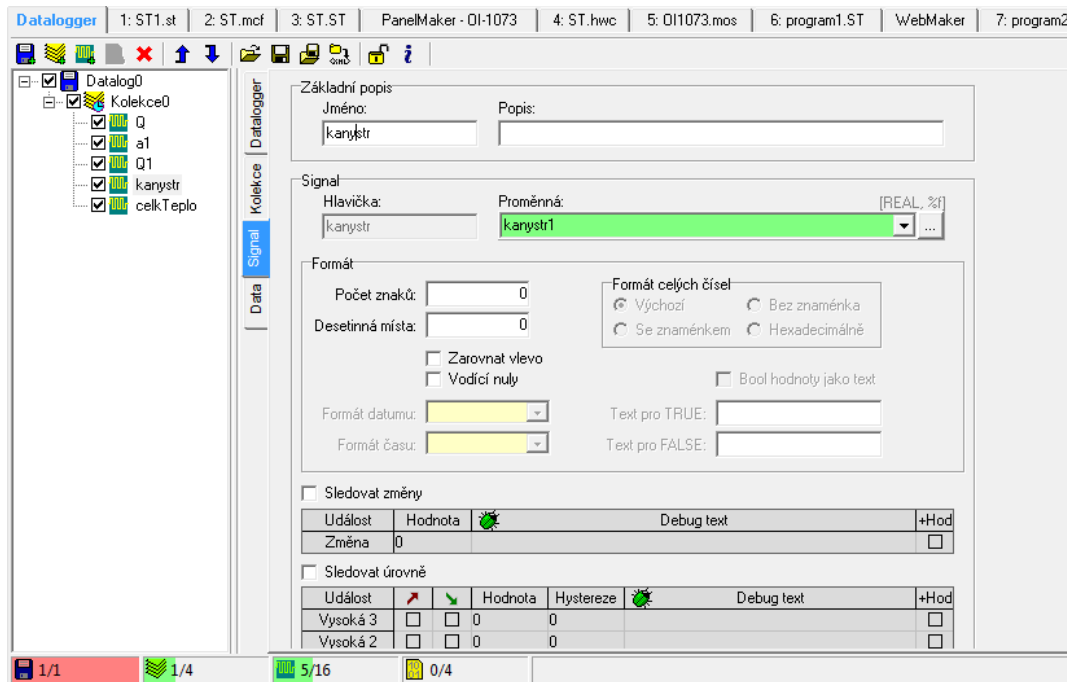 Datalogger 1: ST1.st 2: ST.mcf 3: ST.ST PanelMaker - OI-1073 4: ST.hwc 5: OI1073.mos 6: program1.ST WebMaker 7: program2
Datalog0
Kolekce0
Q
a1
Q1
kanystr
celkTeplo
Datalogger
Kolekce
Signal
Data
Základní popis
Jméno: Popis:
kanystr
Signal
Hlavička: Proměnná: [REAL, %f]
kanystr kanystr1 ...
Formát
Počet znaků: 0
Desetinná místa: 0
Formát celých čísel
Výchozí Bez znaménka
Se znaménkem Hexadecimálně
Zarovnat vlevo
Vodící nuly Bool hodnoty jako text
Formát datumu: Text pro TRUE:
Formát času: Text pro FALSE:
Sledovat změny
Událost Hodnota Debug text +Hod
Změna 0
Sledovat úrovně
Událost Hodnota Hystereze Debug text +Hod
Vysoká 3 0 0
Vysoká 2 0 0
1/1 1/4 5/16 0/4